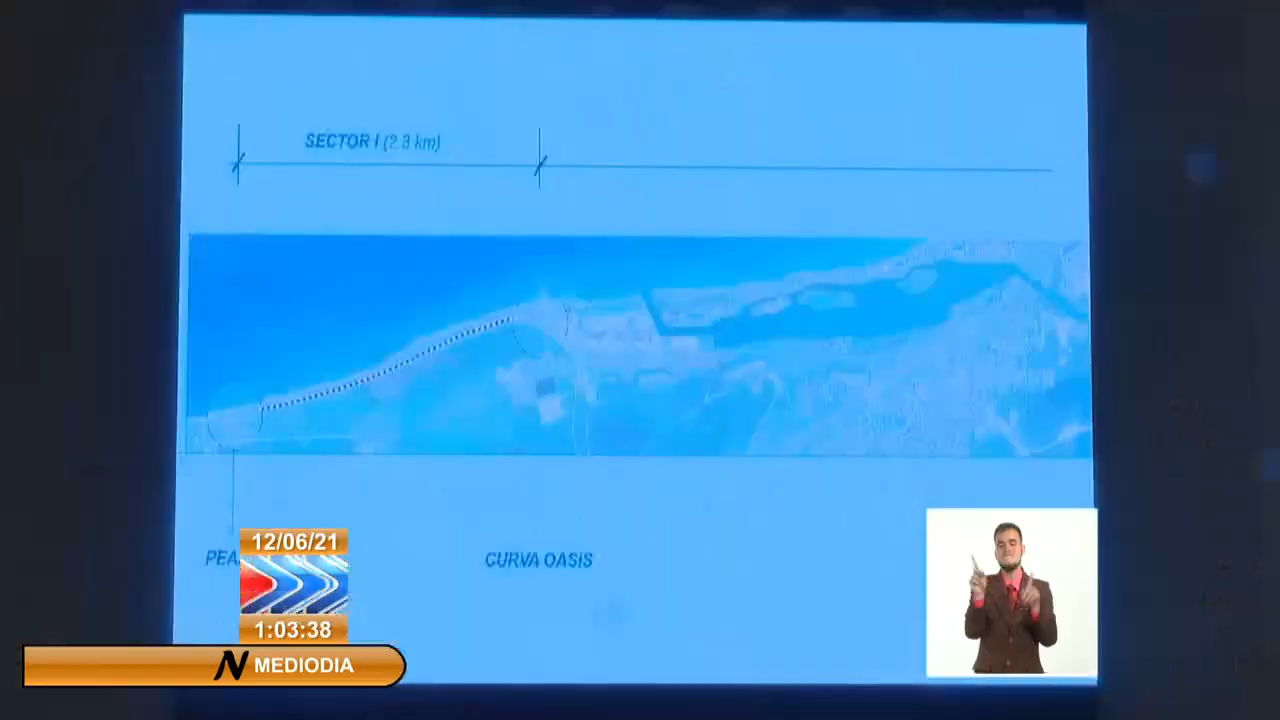 SECTOR I (2.8 km)
CURVA OASIS
12/06/21
1:03:38
N MEDIODIA